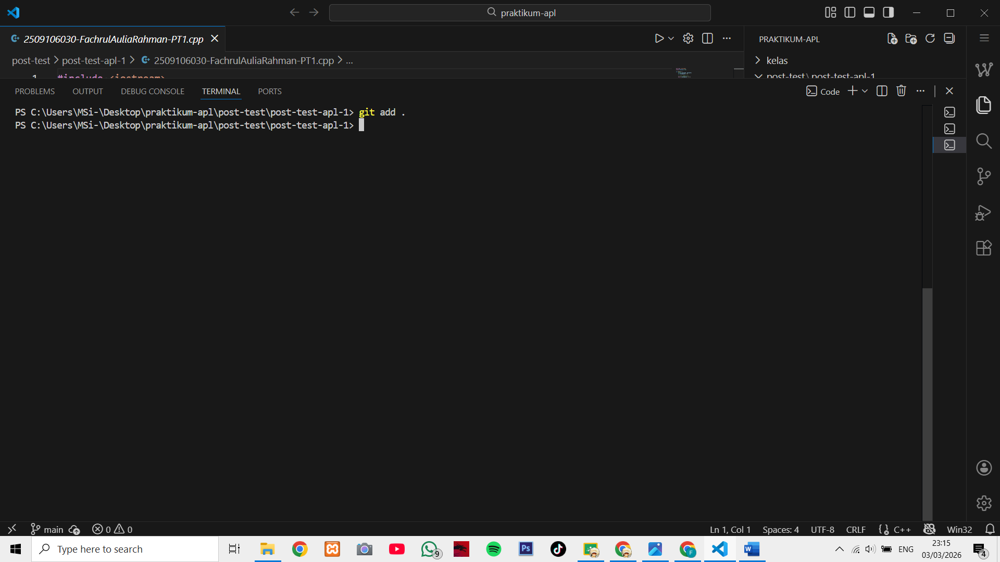 praktikum-apl
2509106030-FachrulAuliaRahman-PT1.cpp
PRAKTIKUM-APL
post-test > post-test-apl-1 > 2509106030-FachrulAuliaRahman-PT1.cpp > ...
kelas
1 #include <iostream>
post-test\post-test-apl-1
PROBLEMS OUTPUT DEBUG CONSOLE TERMINAL PORTS
Code
PS C:\Users\MSi-\Desktop\praktikum-apl\post-test\post-test-apl-1> git add .
PS C:\Users\MSi-\Desktop\praktikum-apl\post-test\post-test-apl-1>
main 0 0
Ln 1, Col 1 Spaces: 4 UTF-8 CRLF C++ Win32
Type here to search
9
Ps
F
W
ENG
23:15
03/03/2026
4